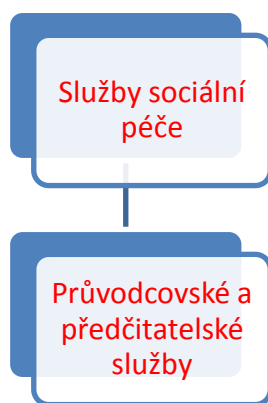 Služby sociální
péče
Průvodcovské a
předčitatelské
služby